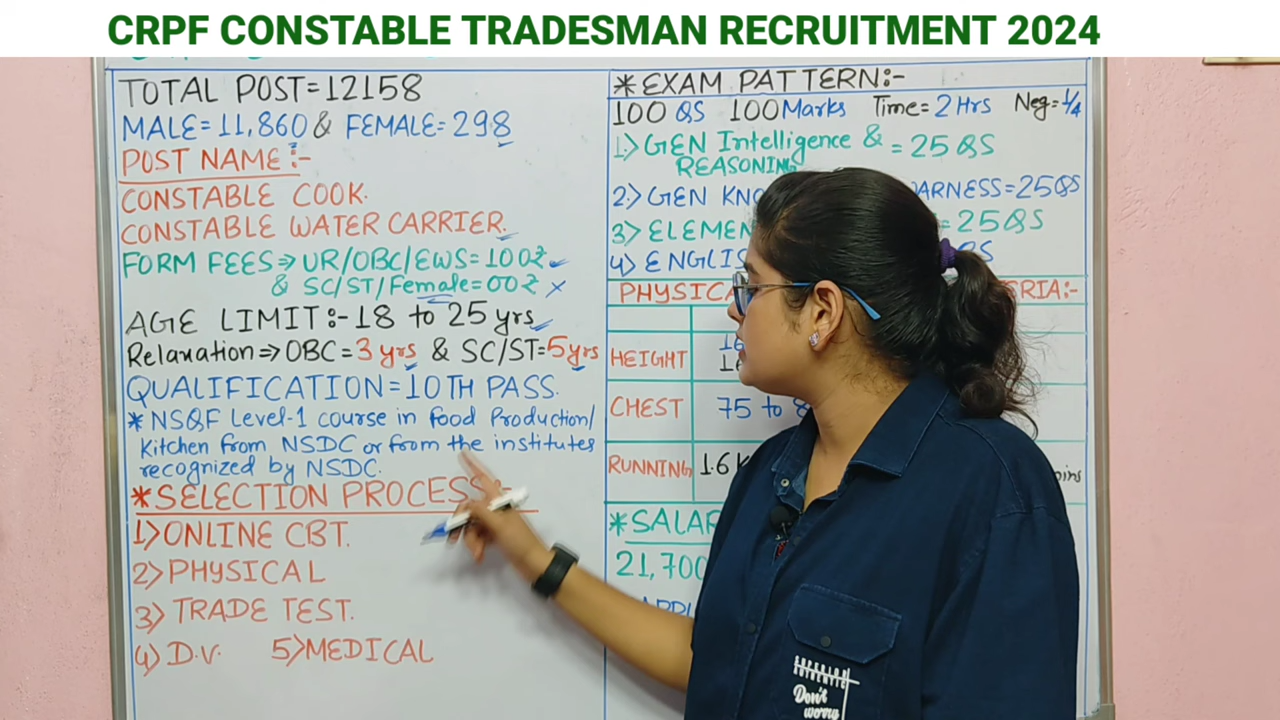 CRPF CONSTABLE TRADESMAN RECRUITMENT 2024
TOTAL POST=12158
MALE=11,860 & FEMALE=298
POST NAME:-
CONSTABLE COOK.
CONSTABLE WATER CARRIER.
FORM FEES⇒ UR/OBC/EWS=100₹
& SC/ST/Female=00₹ ×
AGE LIMIT:-18 to 25 yrs
Relaxation⇒OBC=3 yrs & SC/ST=5yrs
QUALIFICATION=10TH PASS.
*NSQF Level-1 course in food Production/
Kitchen from NSDC or from the institutes
recognized by NSDC.
*SELECTION PROCESS:-
1>ONLINE CBT.
2>PHYSICAL
3>TRADE TEST.
4>D.V. 5>MEDICAL
*EXAM PATTERN:-
100 QS 100 Marks Time=2 Hrs Neg=1/4
1.>GEN Intelligence & =25 QS
REASONING
2.>GEN =25QS
3> =25QS
4>
HEIGHT
CHEST 75 to
RUNNING 1.6
21,700
Don't
worry